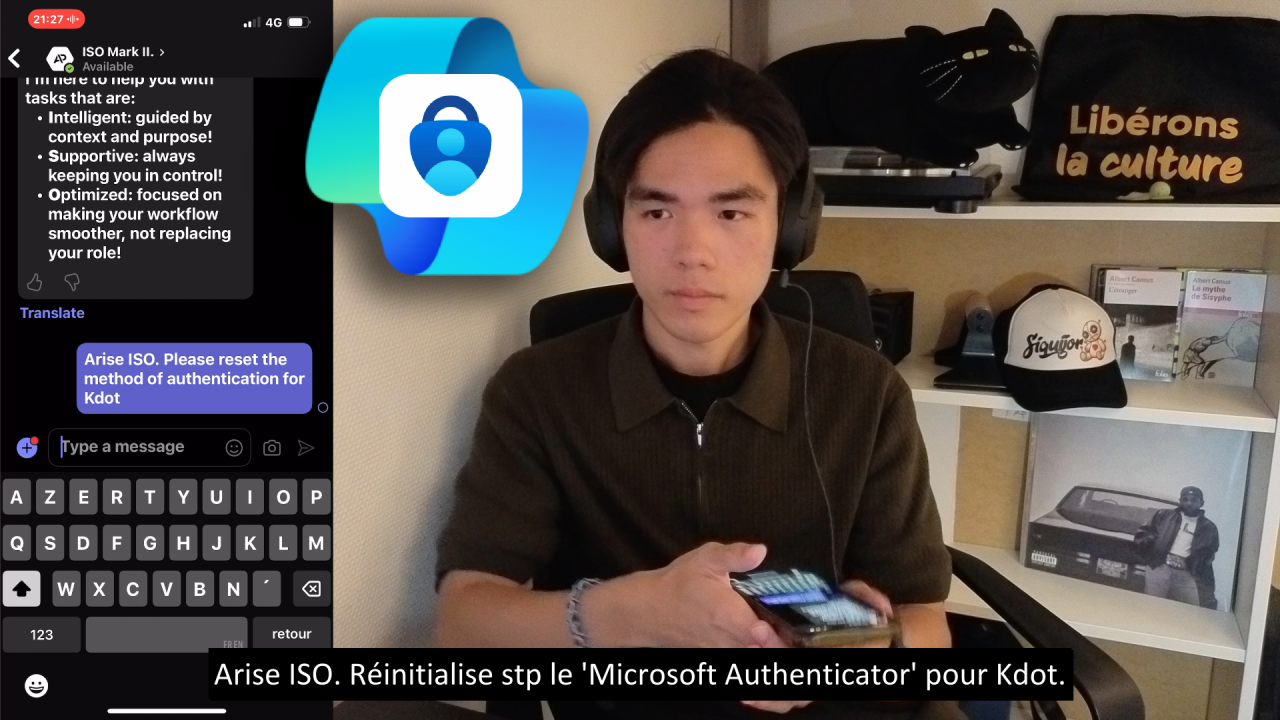 21:27
4G
ISO Mark II.
Available
I'm here to help you with
tasks that are:
• Intelligent: guided by
context and purpose!
• Supportive: always
keeping you in control!
• Optimized: focused on
making your workflow
smoother, not replacing
your role!
Translate
Arise ISO. Please reset the
method of authentication for
Kdot
Type a message
A Z E R T Y U I O P
Q S D F G H J K L M
W X C V B N ´
123
FR EN
retour
Libérons
la culture
Albert Camus
L'étranger
Albert Camus
Le mythe
de Sisyphe
folio
Siquijor
Arise ISO. Réinitialise stp le 'Microsoft Authenticator' pour Kdot.